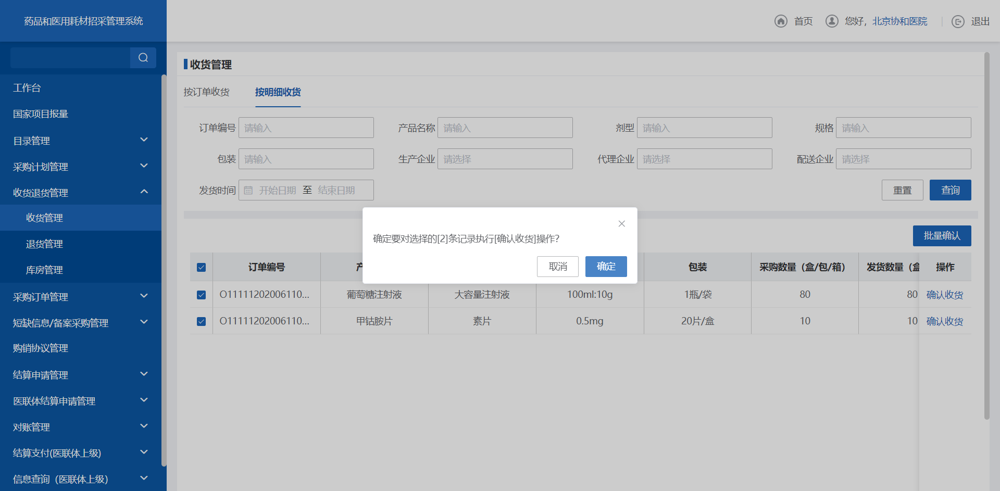 药品和医用耗材招采管理系统
首页
您好，北京协和医院
退出
工作台
国家项目报量
目录管理
采购计划管理
收货退货管理
收货管理
退货管理
库房管理
采购订单管理
短缺信息/备案采购管理
购销协议管理
结算申请管理
医联体结算申请管理
对账管理
结算支付(医联体上级)
信息查询（医联体上级）
收货管理
按订单收货 按明细收货
订单编号 请输入 产品名称 请输入 剂型 请输入 规格 请输入
包装 请输入 生产企业 请选择 代理企业 请选择 配送企业 请选择
发货时间 开始日期 至 结束日期 重置 查询
确定要对选择的[2]条记录执行[确认收货]操作?
取消 确定
批量确认
订单编号 产 包装 采购数量（盒/包/箱） 发货数量（盒 操作
O11111202006110... 葡萄糖注射液 大容量注射液 100ml:10g 1瓶/袋 80 80 确认收货
O11111202006110... 甲钴胺片 素片 0.5mg 20片/盒 10 10 确认收货